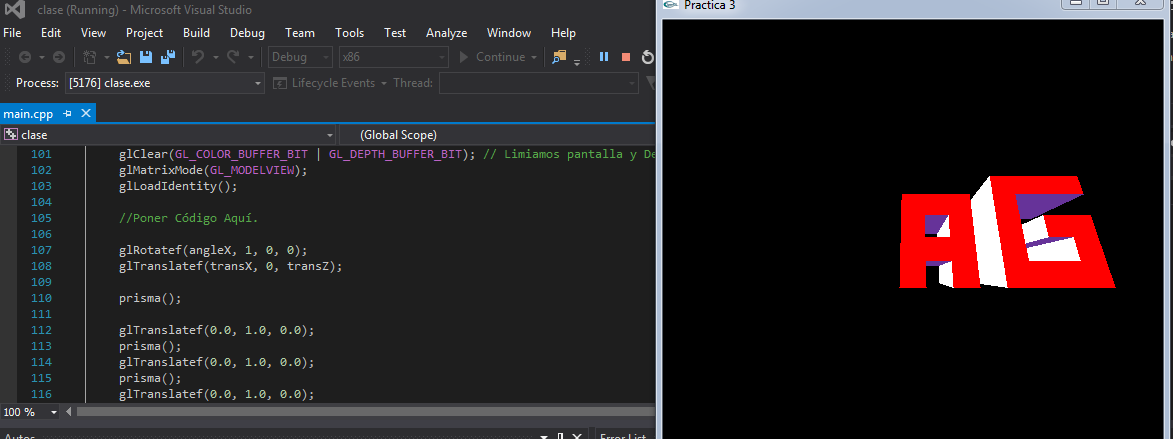 clase (Running) - Microsoft Visual Studio
File Edit View Project Build Debug Team Tools Test Analyze Window Help
Debug x86 Continue
Process: [5176] clase.exe Lifecycle Events Thread:
main.cpp
clase (Global Scope)
101 glClear(GL_COLOR_BUFFER_BIT | GL_DEPTH_BUFFER_BIT); // Limiamos pantalla y De
102 glMatrixMode(GL_MODELVIEW);
103 glLoadIdentity();
104
105 //Poner Código Aquí.
106
107 glRotatef(angleX, 1, 0, 0);
108 glTranslatef(transX, 0, transZ);
109
110 prisma();
111
112 glTranslatef(0.0, 1.0, 0.0);
113 prisma();
114 glTranslatef(0.0, 1.0, 0.0);
115 prisma();
116 glTranslatef(0.0, 1.0, 0.0);
100 %
Autos Error List
Practica 3
AG